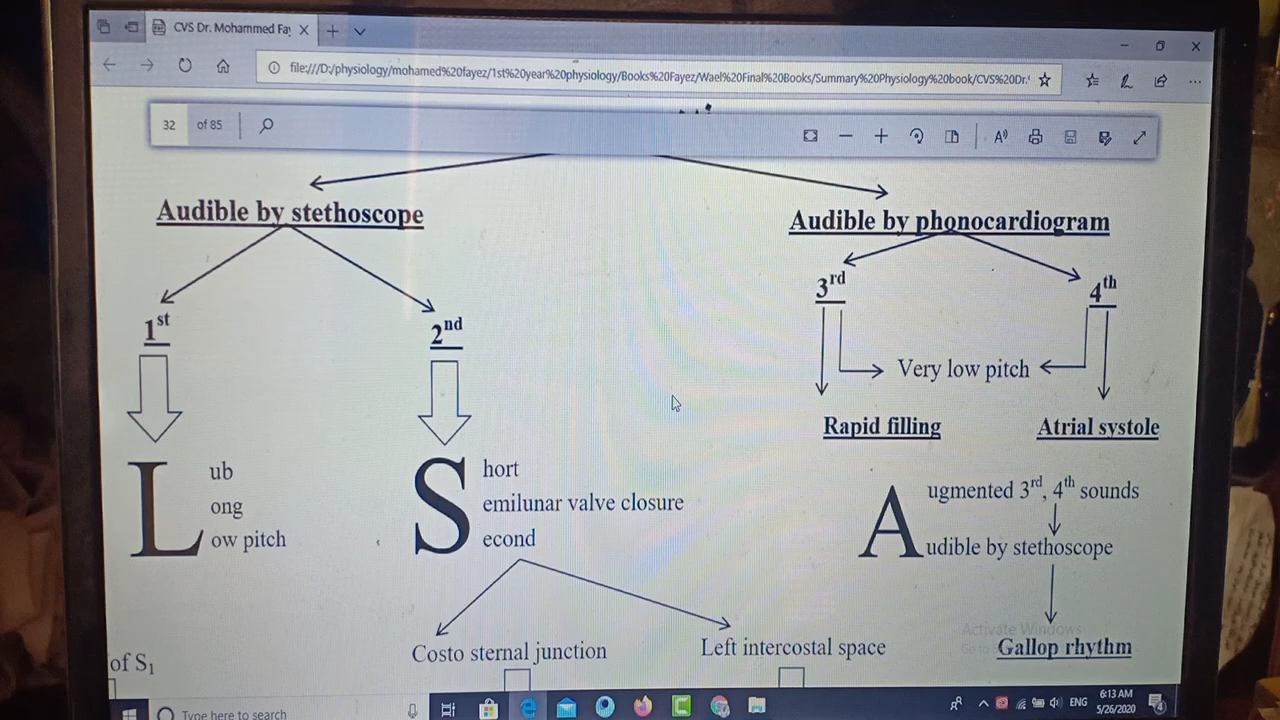 CVS Dr. Mohammed Fay
file:///D:/physiology/mohamed%20fayez/1st%20year%20physiology/Books%20Fayez/Wael%20Final%20Books/Summary%20Physiology%20book/CVS%20Dr.
32 of 85
Audible by stethoscope
Audible by phonocardiogram
1st
2nd
3rd
4th
Very low pitch
Rapid filling
Atrial systole
L ub
ong
ow pitch
S hort
emilunar valve closure
econd
A ugmented 3rd, 4th sounds
udible by stethoscope
Gallop rhythm
Costo sternal junction
Left intercostal space
of S1
Activate Windows
Type here to search
ENG
6:13 AM
5/26/2020